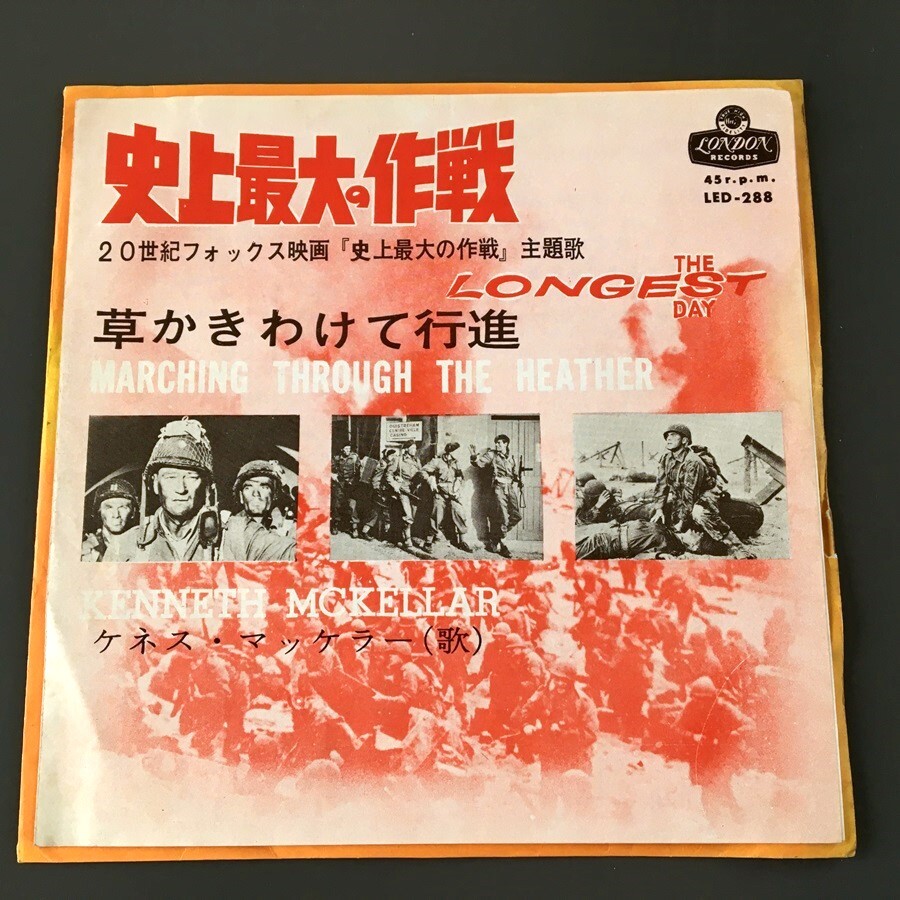 史上最大の作戦
LONDON
RECORDS
45 r.p.m.
LED-288
20世紀フォックス映画『史上最大の作戦』主題歌
THE
LONGEST
DAY
草かきわけて行進
MARCHING THROUGH THE HEATHER
KENNETH MCKELLAR
ケネス・マッケラー(歌)